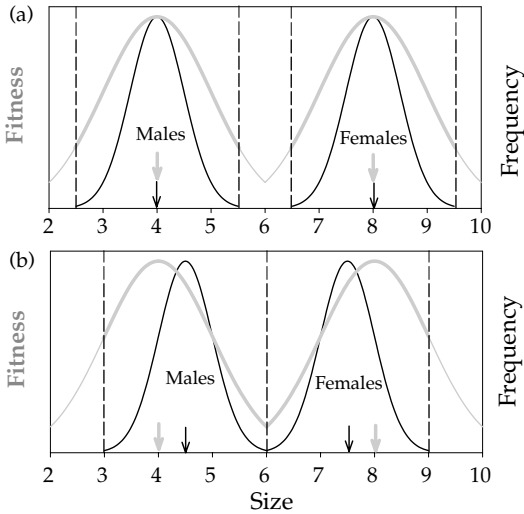 (a)
Fitness
Males
Females
Frequency
2 3 4 5 6 7 8 9 10
(b)
Fitness
Males
Females
Frequency
2 3 4 5 6 7 8 9 10
Size